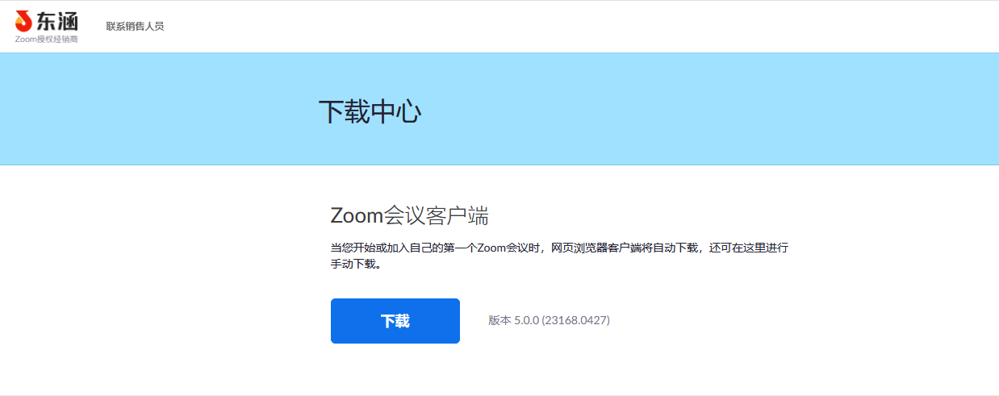 东涵
Zoom授权经销商
联系销售人员
下载中心
Zoom会议客户端
当您开始或加入自己的第一个Zoom会议时，网页浏览器客户端将自动下载，还可在这里进行
手动下载。
下载
版本 5.0.0 (23168.0427)